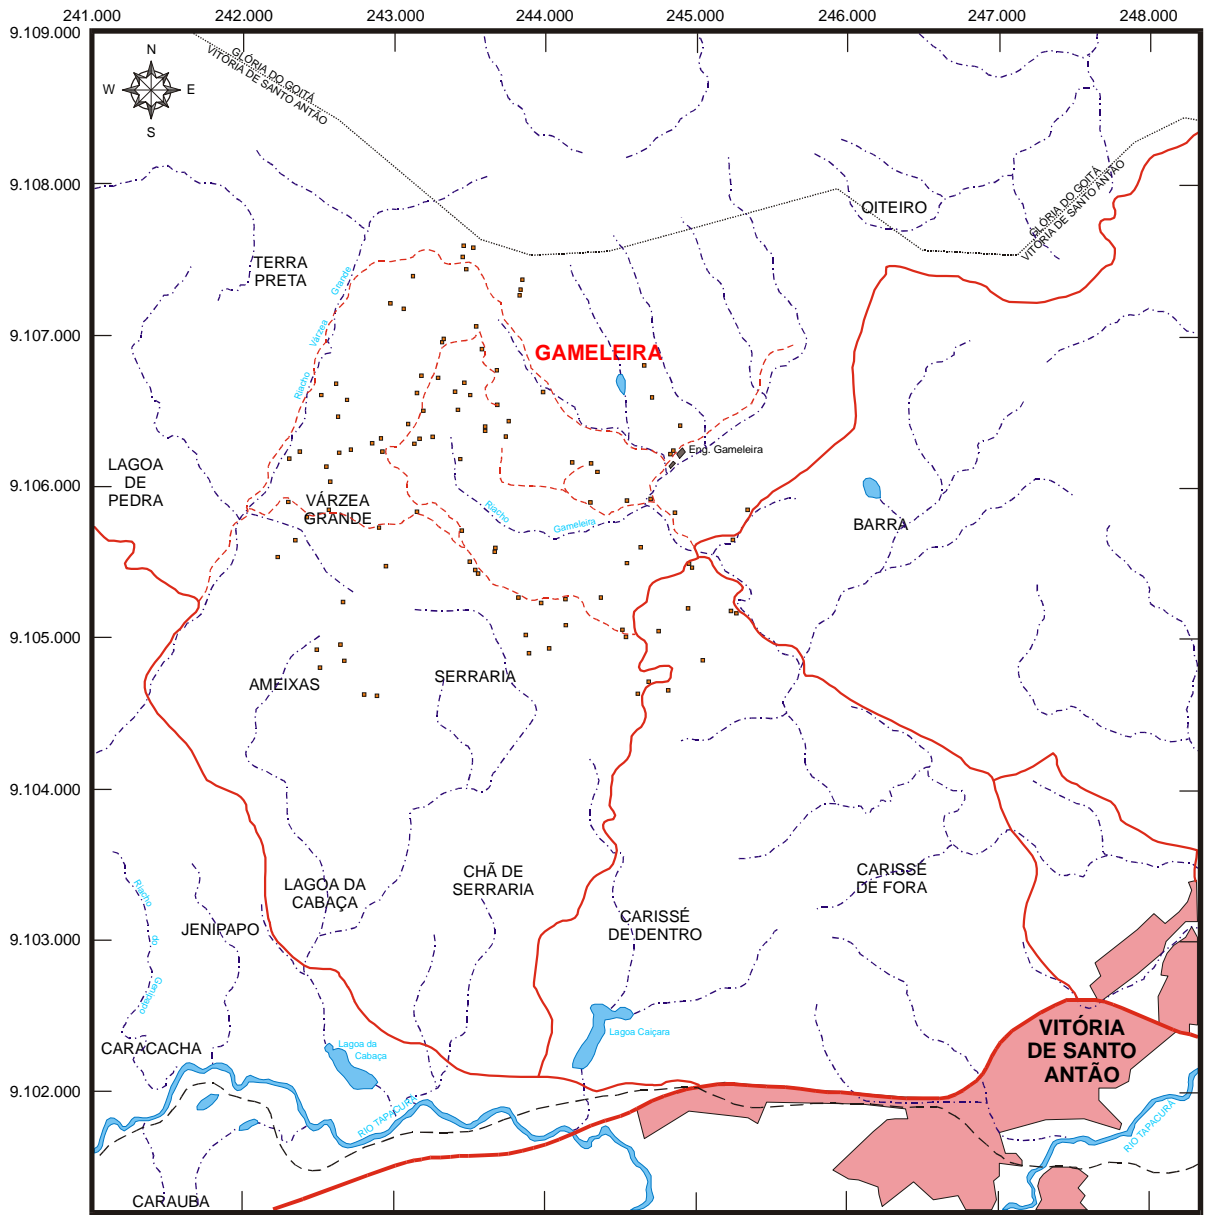 241.000 242.000 243.000 244.000 245.000 246.000 247.000 248.000
9.109.000
N
W E
S
GLÓRIA DO GOITÁ
VITÓRIA DE SANTO ANTÃO
9.108.000
OITEIRO
GLÓRIA DO GOITÁ
VITÓRIA DE SANTO ANTÃO
TERRA
PRETA
Riacho Várzea Grande
9.107.000
GAMELEIRA
Eng. Gameleira
LAGOA
DE
PEDRA
9.106.000
VÁRZEA
GRANDE
Riacho Gameleira
BARRA
9.105.000
AMEIXAS
SERRARIA
9.104.000
LAGOA DA
CABAÇA
CHÃ DE
SERRARIA
CARISSÉ
DE FORA
Riacho do Genipapo
JENIPAPO
CARISSÉ
DE DENTRO
9.103.000
CARACACHA
Lagoa da
Cabaça
Lagoa Caiçara
VITÓRIA
DE SANTO
ANTÃO
9.102.000
RIO TAPACURÁ
RIO TAPACURÁ
CARAUBA